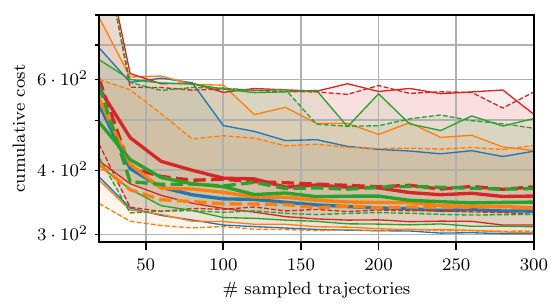 cumulative cost
6 · 10²
4 · 10²
3 · 10²
50 100 150 200 250 300
# sampled trajectories